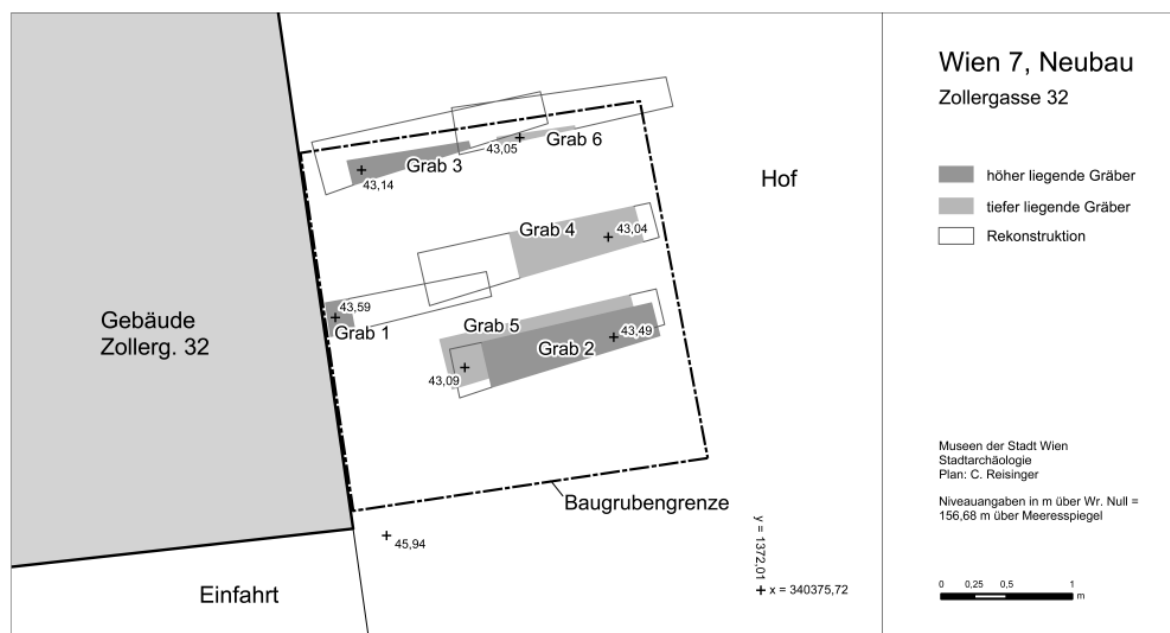 Wien 7, Neubau
Zollergasse 32
höher liegende Gräber
tiefer liegende Gräber
Rekonstruktion
Hof
Grab 3
43,14
43,05
Grab 6
Grab 4
43,04
43,59
Grab 1
Grab 5
Grab 2
43,49
43,09
Gebäude
Zollerg. 32
Baugrubengrenze
45,94
Einfahrt
y = 1372,01
x = 340375,72
Museen der Stadt Wien
Stadtarchäologie
Plan: C. Reisinger
Niveauangaben in m über Wr. Null =
156,68 m über Meeresspiegel
0 0,25 0,5 1
m